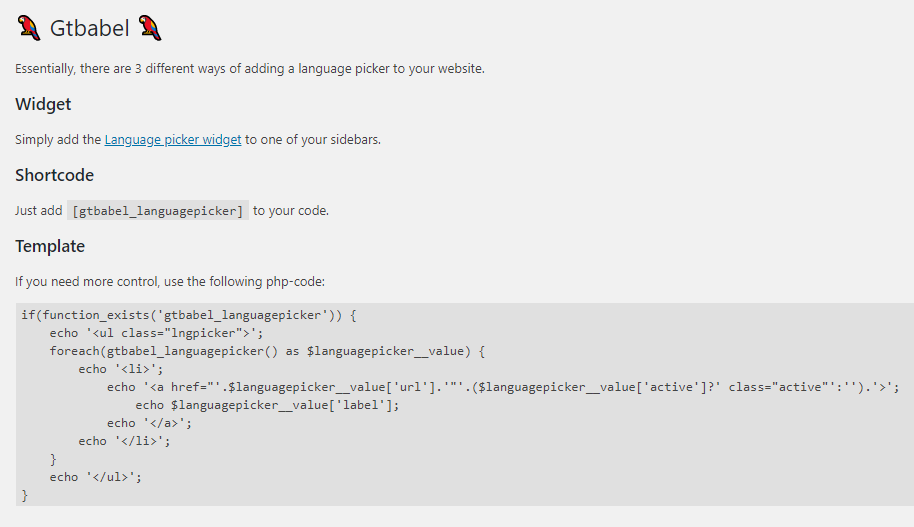 Gtbabel
Essentially, there are 3 different ways of adding a language picker to your website.
Widget
Simply add the Language picker widget to one of your sidebars.
Shortcode
Just add [gtbabel_languagepicker] to your code.
Template
If you need more control, use the following php-code:
if(function_exists('gtbabel_languagepicker')) {
    echo '<ul class="lngpicker">';
    foreach(gtbabel_languagepicker() as $languagepicker__value) {
        echo '<li>';
            echo '<a href="'.$languagepicker__value['url'].'"'.($languagepicker__value['active']?' class="active"':'').'>';
                echo $languagepicker__value['label'];
            echo '</a>';
        echo '</li>';
    }
    echo '</ul>';
}